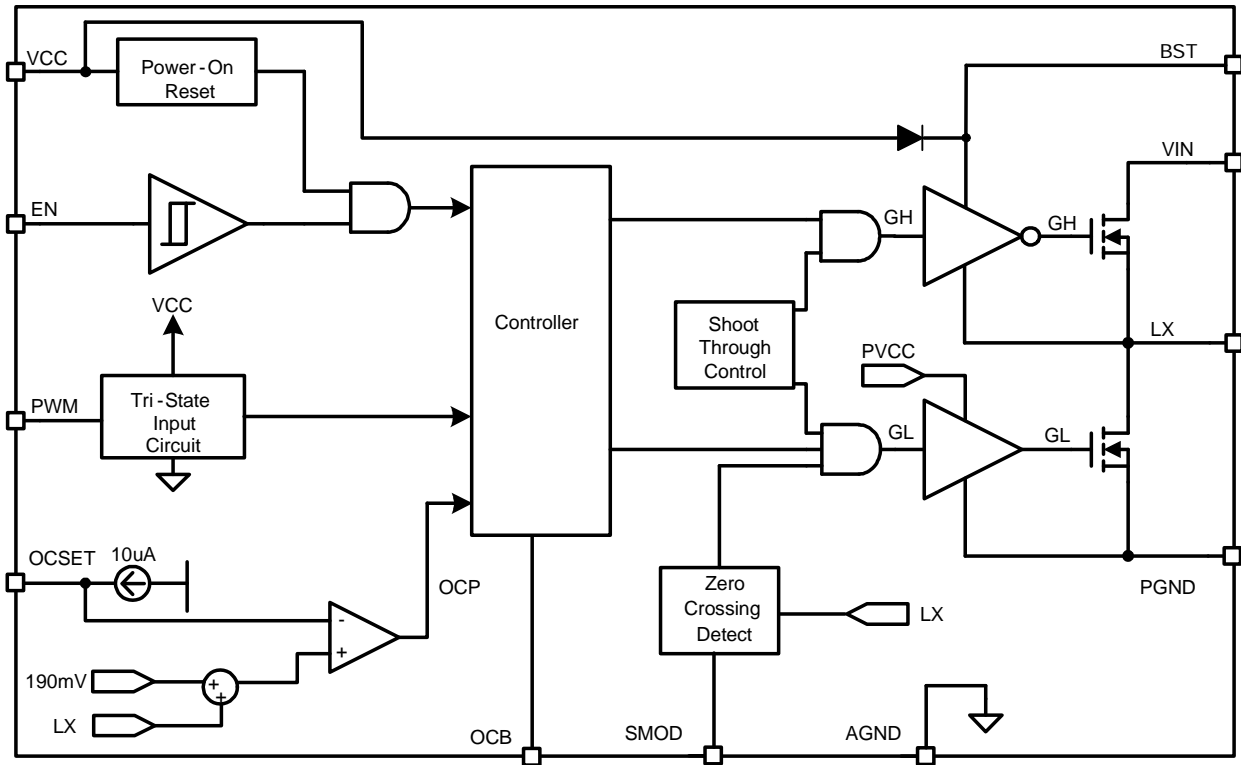 VCC
Power-On
Reset
BST
VIN
EN
GH
GH
VCC
Controller
Shoot
Through
Control
LX
PVCC
PWM
Tri-State
Input
Circuit
GL
GL
OCSET
10uA
OCP
Zero
Crossing
Detect
LX
PGND
-
+
190mV
+
+
LX
OCB
SMOD
AGND